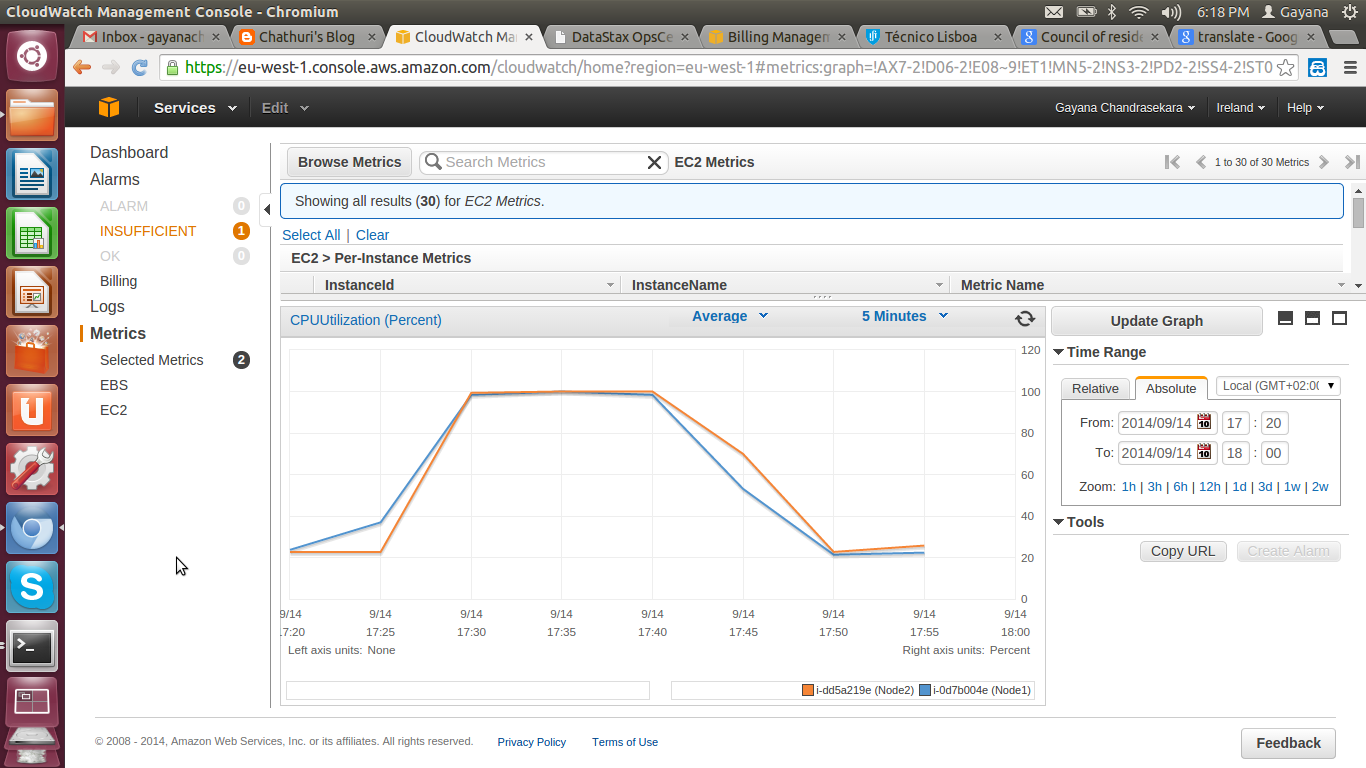 CloudWatch Management Console - Chromium
6:18 PM Gayana
Inbox - gayanach
Chathuri's Blog
CloudWatch Ma
DataStax OpsCe
Billing Managem
Técnico Lisboa
Council of reside
translate - Goog
https://eu-west-1.console.aws.amazon.com/cloudwatch/home?region=eu-west-1#metrics:graph=!AX7-2!D06-2!E08~9!ET1!MN5-2!NS3-2!PD2-2!SS4-2!ST0
Services Edit
Gayana Chandrasekara Ireland Help
Dashboard
Alarms
ALARM 0
INSUFFICIENT 1
OK 0
Billing
Logs
Metrics
Selected Metrics 2
EBS
EC2
Browse Metrics Search Metrics EC2 Metrics
1 to 30 of 30 Metrics
Showing all results (30) for EC2 Metrics.
Select All | Clear
EC2 > Per-Instance Metrics
InstanceId InstanceName Metric Name
CPUUtilization (Percent) Average 5 Minutes
120
100
80
60
40
20
0
9/14 9/14 9/14 9/14 9/14 9/14 9/14 9/14 9/14
17:20 17:25 17:30 17:35 17:40 17:45 17:50 17:55 18:00
Left axis units: None Right axis units: Percent
i-dd5a219e (Node2) i-0d7b004e (Node1)
Update Graph
Time Range
Relative Absolute Local (GMT+02:00
From: 2014/09/14 10 17 : 20
To: 2014/09/14 10 18 : 00
Zoom: 1h | 3h | 6h | 12h | 1d | 3d | 1w | 2w
Tools
Copy URL Create Alarm
© 2008 - 2014, Amazon Web Services, Inc. or its affiliates. All rights reserved. Privacy Policy Terms of Use
Feedback